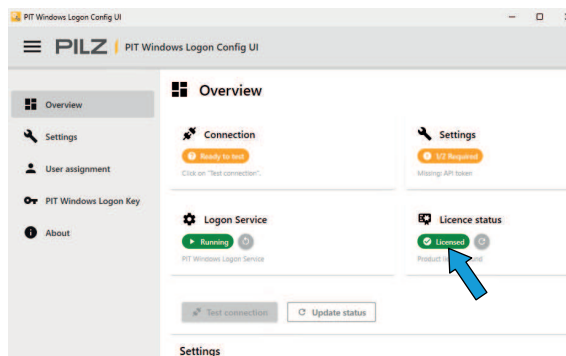 PIT Windows Logon Config UI
PILZ PIT Windows Logon Config UI
Overview
Settings
User assignment
PIT Windows Logon Key
About
Overview
Connection
Ready to test
Click on "Test connection".
Settings
1/2 Required
Missing: API token
Logon Service
Running
PIT Windows Logon Service
Licence status
Licensed
Product
Test connection
Update status
Settings